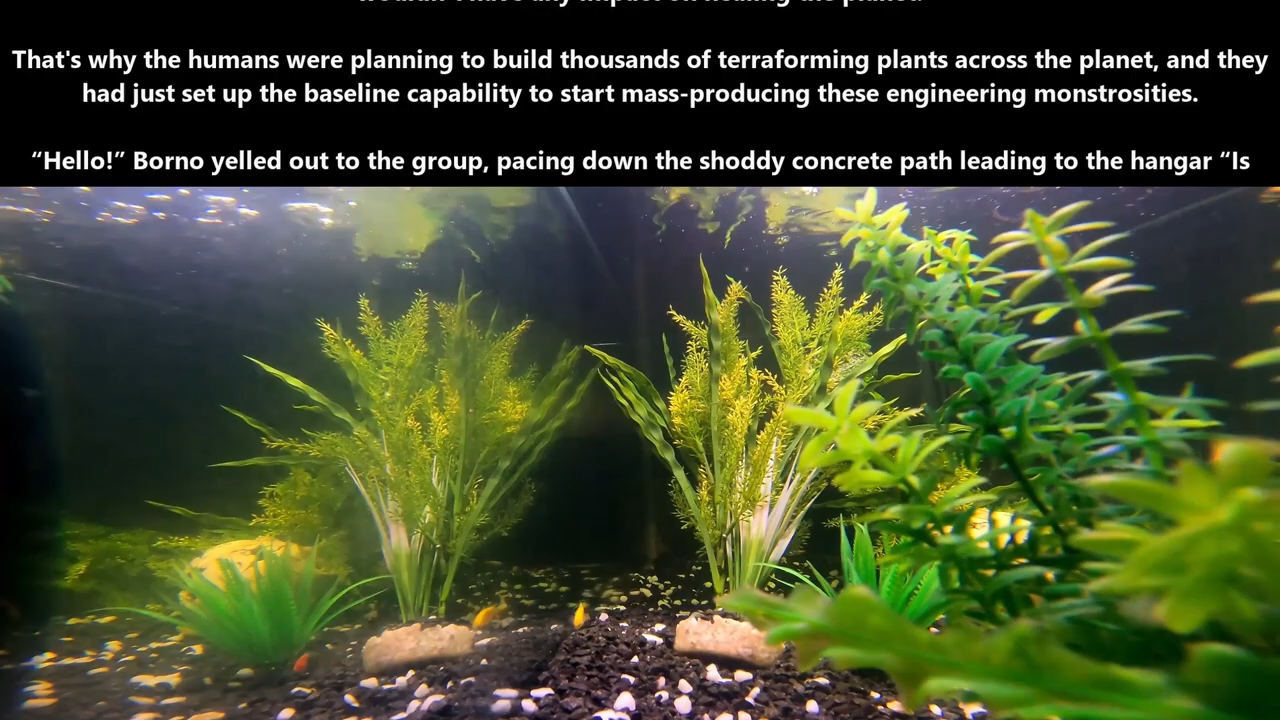 That's why the humans were planning to build thousands of terraforming plants across the planet, and they
had just set up the baseline capability to start mass-producing these engineering monstrosities.
“Hello!” Borno yelled out to the group, pacing down the shoddy concrete path leading to the hangar “Is